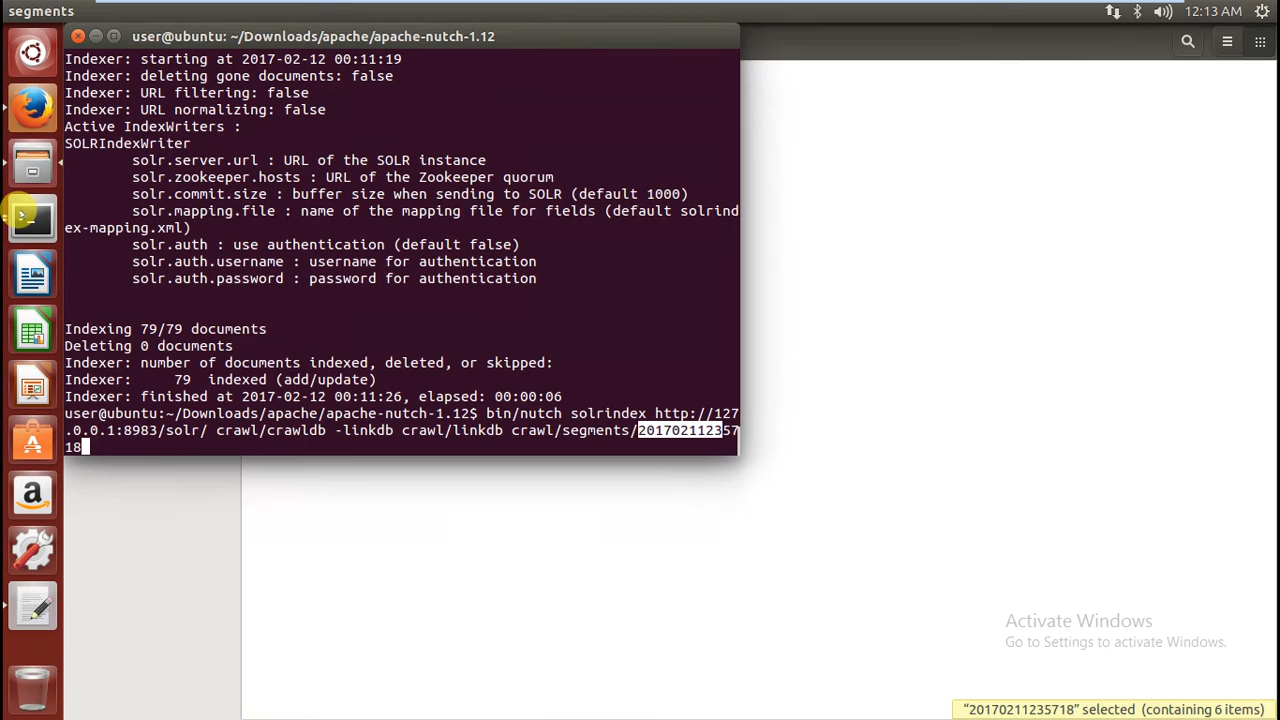 segments
12:13 AM
user@ubuntu: ~/Downloads/apache/apache-nutch-1.12
Indexer: starting at 2017-02-12 00:11:19
Indexer: deleting gone documents: false
Indexer: URL filtering: false
Indexer: URL normalizing: false
Active IndexWriters :
SOLRIndexWriter
solr.server.url : URL of the SOLR instance
solr.zookeeper.hosts : URL of the Zookeeper quorum
solr.commit.size : buffer size when sending to SOLR (default 1000)
solr.mapping.file : name of the mapping file for fields (default solrind
ex-mapping.xml)
solr.auth : use authentication (default false)
solr.auth.username : username for authentication
solr.auth.password : password for authentication
Indexing 79/79 documents
Deleting 0 documents
Indexer: number of documents indexed, deleted, or skipped:
Indexer: 79 indexed (add/update)
Indexer: finished at 2017-02-12 00:11:26, elapsed: 00:00:06
user@ubuntu:~/Downloads/apache/apache-nutch-1.12$ bin/nutch solrindex http://127
.0.0.1:8983/solr/ crawl/crawldb -linkdb crawl/linkdb crawl/segments/201702112357
18
Activate Windows
Go to Settings to activate Windows.
“20170211235718” selected (containing 6 items)